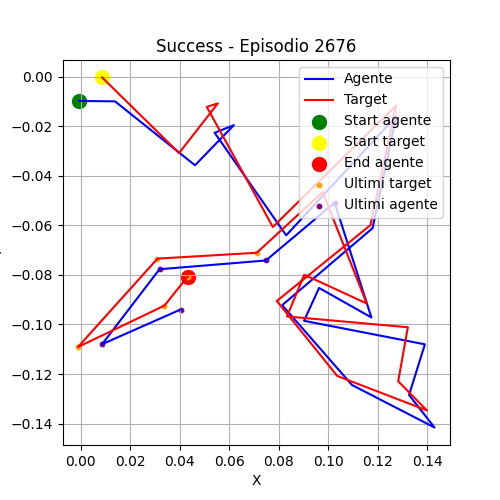 Success - Episodio 2676
0.00
−0.02
−0.04
−0.06
−0.08
−0.10
−0.12
−0.14
Agente
Target
Start agente
Start target
End agente
Ultimi target
Ultimi agente
0.00 0.02 0.04 0.06 0.08 0.10 0.12 0.14
X